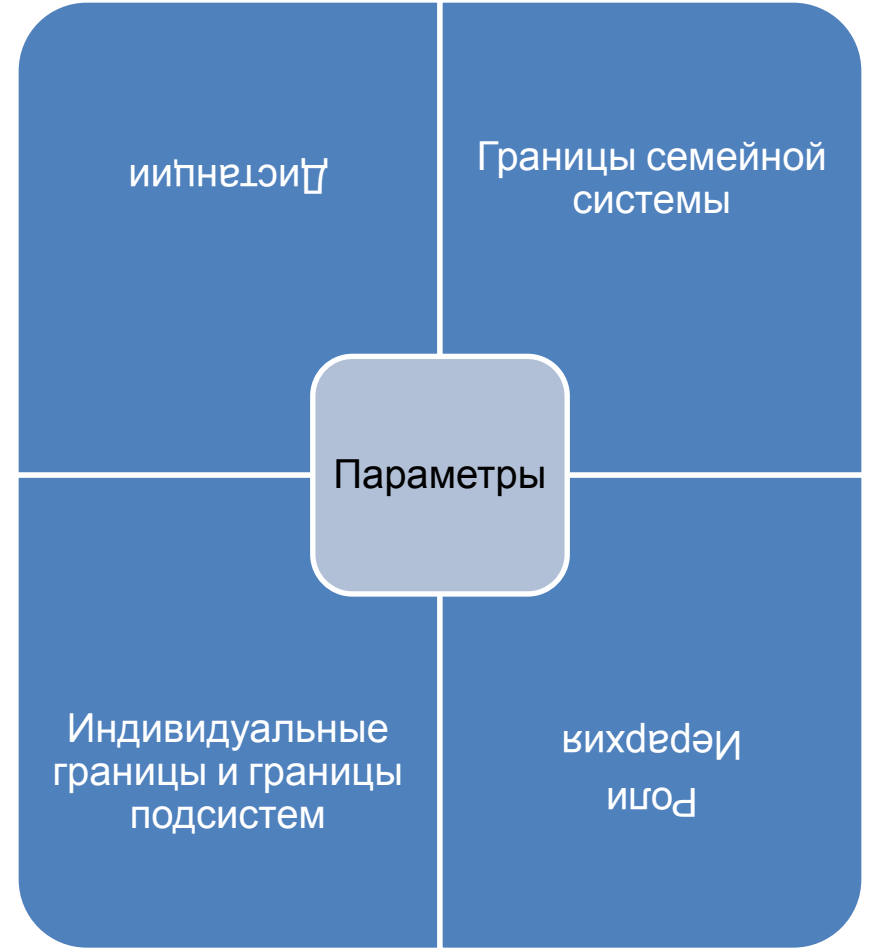 Дистанции
Границы семейной
системы
Параметры
Индивидуальные
границы и границы
подсистем
Роли
Иерархия